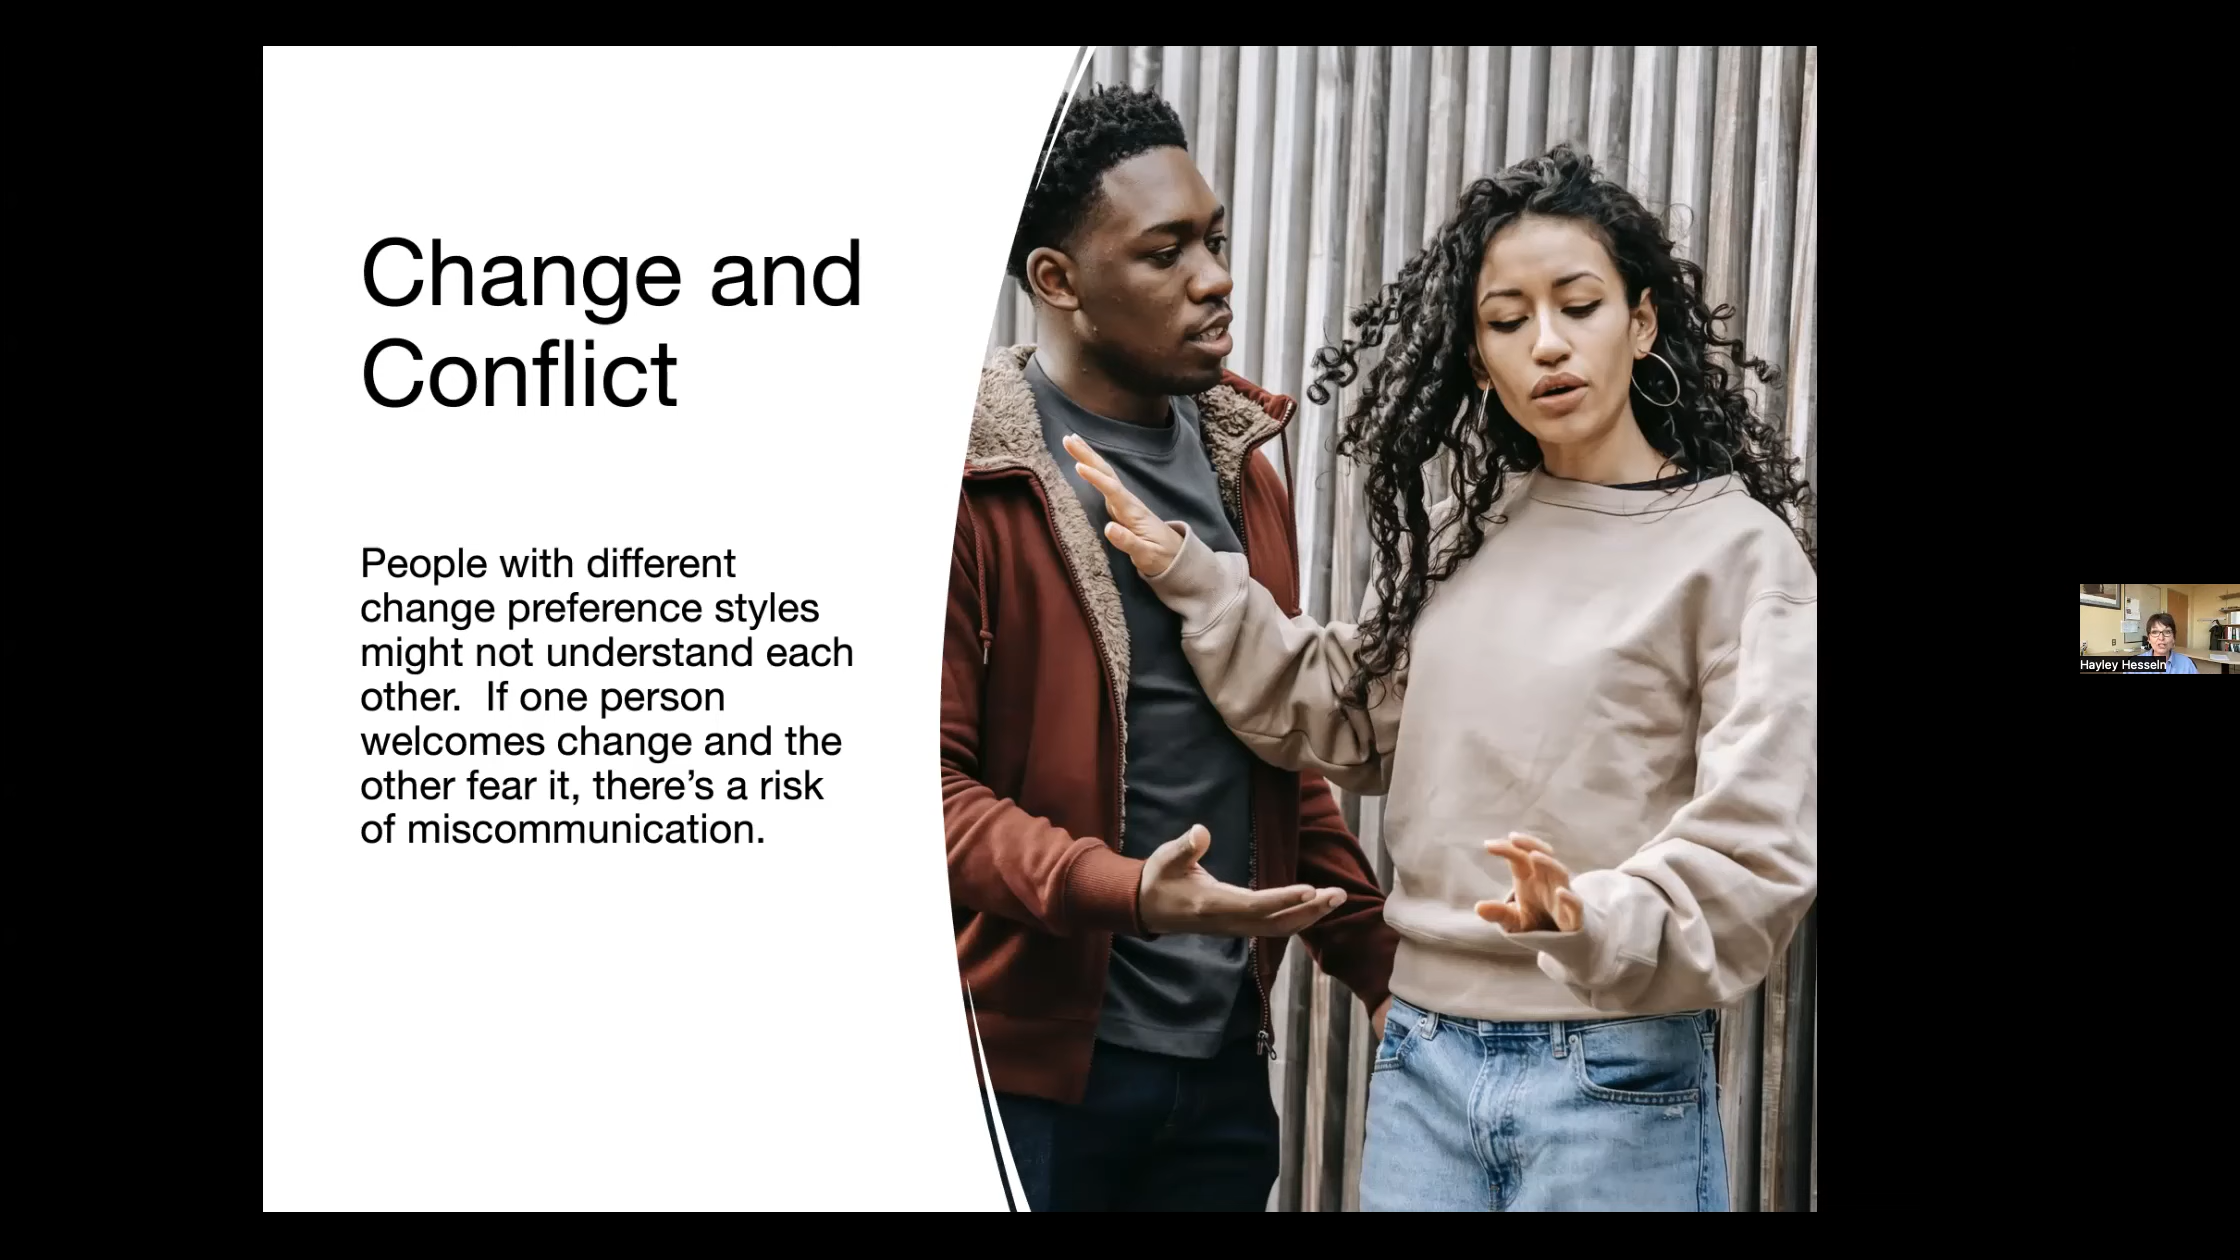 Change and
Conflict
People with different
change preference styles
might not understand each
other.  If one person
welcomes change and the
other fear it, there’s a risk
of miscommunication.
Hayley Hesseln